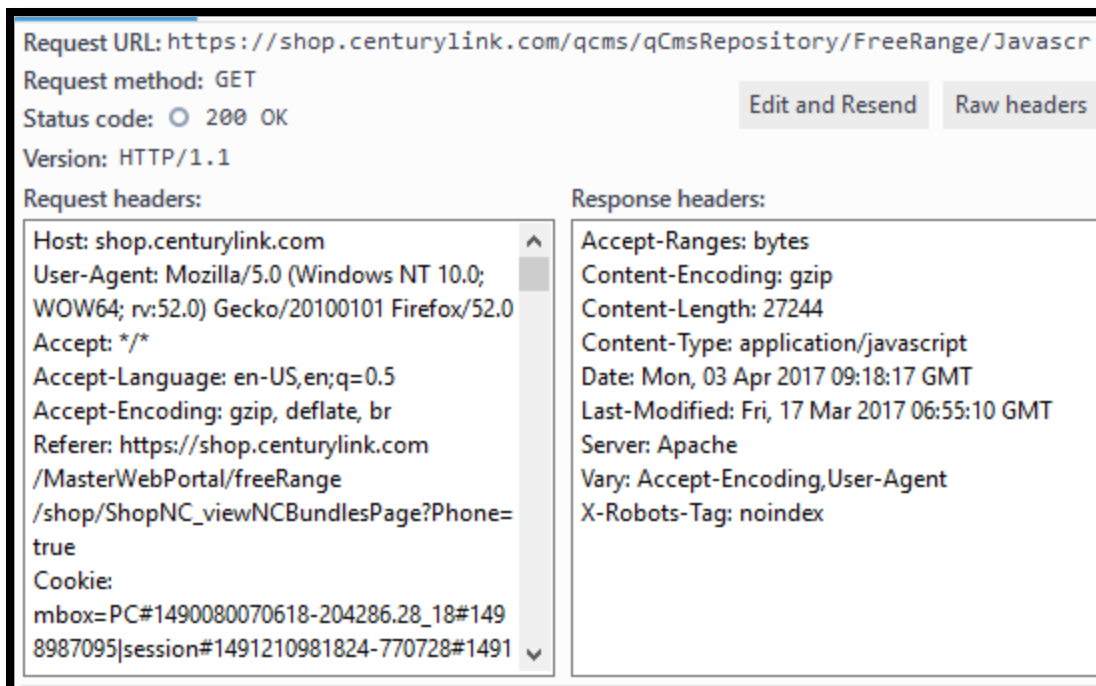 Request URL: https://shop.centurylink.com/qcms/qCmsRepository/FreeRange/Javascr
Request method: GET
Status code: 200 OK
Edit and Resend
Raw headers
Version: HTTP/1.1
Request headers:
Host: shop.centurylink.com
User-Agent: Mozilla/5.0 (Windows NT 10.0;
WOW64; rv:52.0) Gecko/20100101 Firefox/52.0
Accept: */*
Accept-Language: en-US,en;q=0.5
Accept-Encoding: gzip, deflate, br
Referer: https://shop.centurylink.com
/MasterWebPortal/freeRange
/shop/ShopNC_viewNCBundlesPage?Phone=
true
Cookie:
mbox=PC#1490080070618-204286.28_18#149
8987095|session#1491210981824-770728#1491
Response headers:
Accept-Ranges: bytes
Content-Encoding: gzip
Content-Length: 27244
Content-Type: application/javascript
Date: Mon, 03 Apr 2017 09:18:17 GMT
Last-Modified: Fri, 17 Mar 2017 06:55:10 GMT
Server: Apache
Vary: Accept-Encoding,User-Agent
X-Robots-Tag: noindex